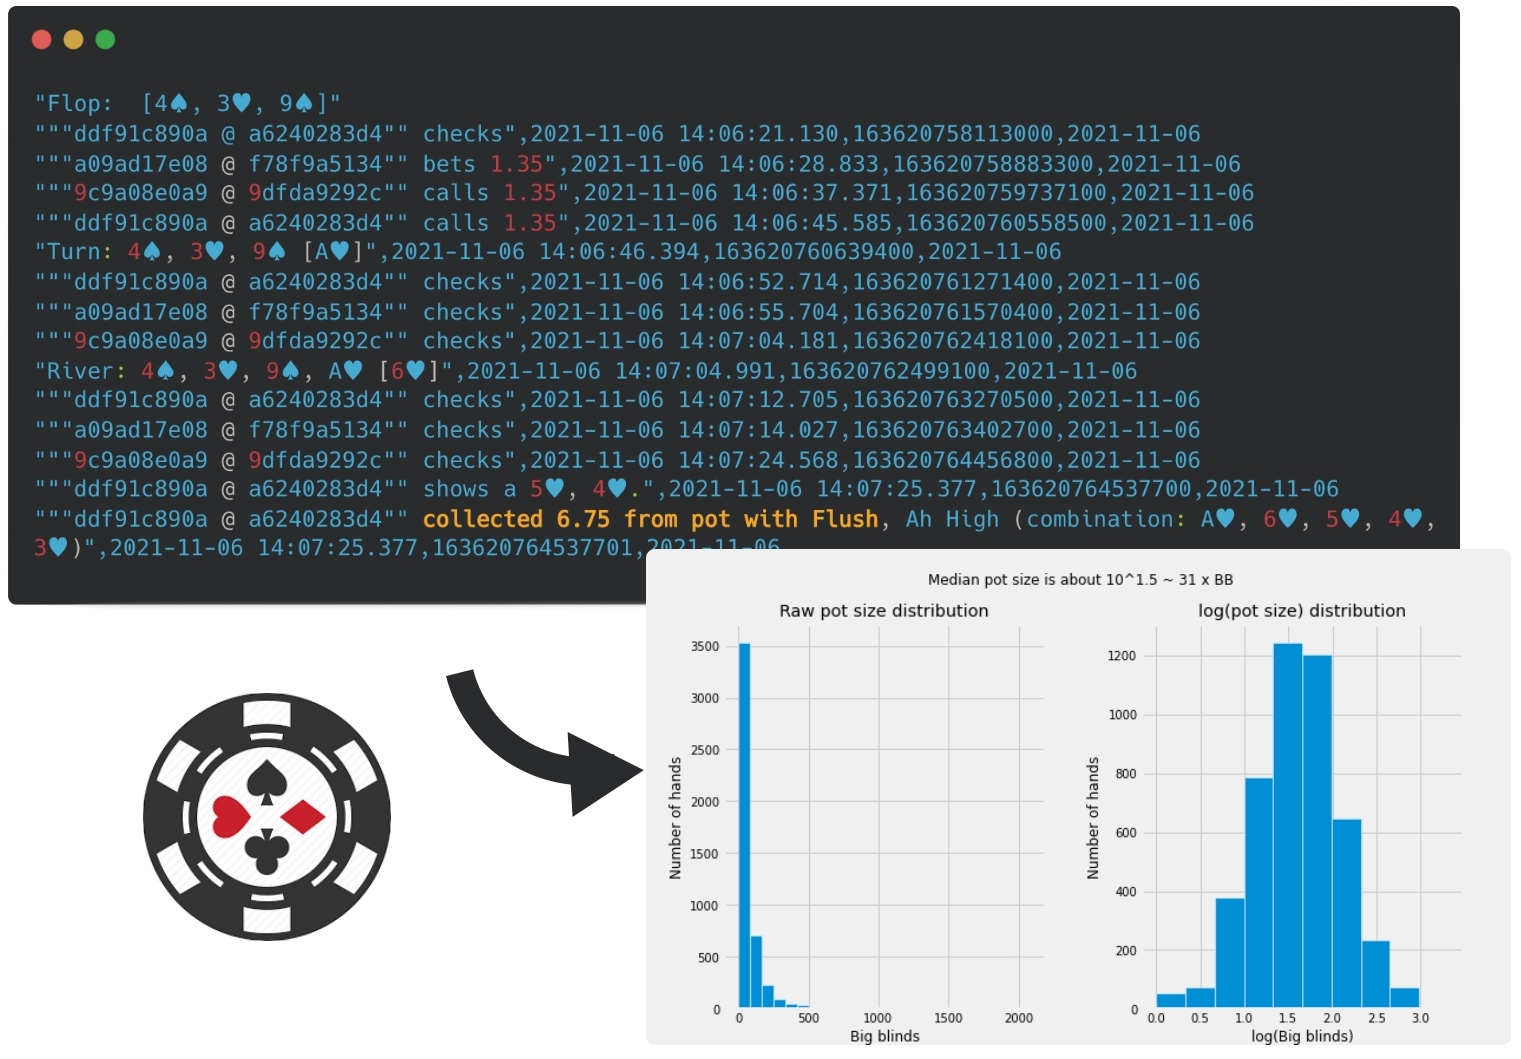 "Flop:  [4♠, 3♥, 9♠]"
"""ddf91c890a @ a6240283d4"" checks",2021-11-06 14:06:21.130,163620758113000,2021-11-06
"""a09ad17e08 @ f78f9a5134"" bets 1.35",2021-11-06 14:06:28.833,163620758883300,2021-11-06
"""9c9a08e0a9 @ 9dfda9292c"" calls 1.35",2021-11-06 14:06:37.371,163620759737100,2021-11-06
"""ddf91c890a @ a6240283d4"" calls 1.35",2021-11-06 14:06:45.585,163620760558500,2021-11-06
"Turn: 4♠, 3♥, 9♠ [A♥]",2021-11-06 14:06:46.394,163620760639400,2021-11-06
"""ddf91c890a @ a6240283d4"" checks",2021-11-06 14:06:52.714,163620761271400,2021-11-06
"""a09ad17e08 @ f78f9a5134"" checks",2021-11-06 14:06:55.704,163620761570400,2021-11-06
"""9c9a08e0a9 @ 9dfda9292c"" checks",2021-11-06 14:07:04.181,163620762418100,2021-11-06
"River: 4♠, 3♥, 9♠, A♥ [6♥]",2021-11-06 14:07:04.991,163620762499100,2021-11-06
"""ddf91c890a @ a6240283d4"" checks",2021-11-06 14:07:12.705,163620763270500,2021-11-06
"""a09ad17e08 @ f78f9a5134"" checks",2021-11-06 14:07:14.027,163620763402700,2021-11-06
"""9c9a08e0a9 @ 9dfda9292c"" checks",2021-11-06 14:07:24.568,163620764456800,2021-11-06
"""ddf91c890a @ a6240283d4"" shows a 5♥, 4♥.",2021-11-06 14:07:25.377,163620764537700,2021-11-06
"""ddf91c890a @ a6240283d4"" collected 6.75 from pot with Flush, Ah High (combination: A♥, 6♥, 5♥, 4♥,
3♥)",2021-11-06 14:07:25.377,163620764537701,2021-11-06
Median pot size is about 10^1.5 ~ 31 x BB
Raw pot size distribution
Number of hands
3500
3000
2500
2000
1500
1000
500
0
0 500 1000 1500 2000
Big blinds
log(pot size) distribution
Number of hands
1200
1000
800
600
400
200
0
0.0 0.5 1.0 1.5 2.0 2.5 3.0
log(Big blinds)